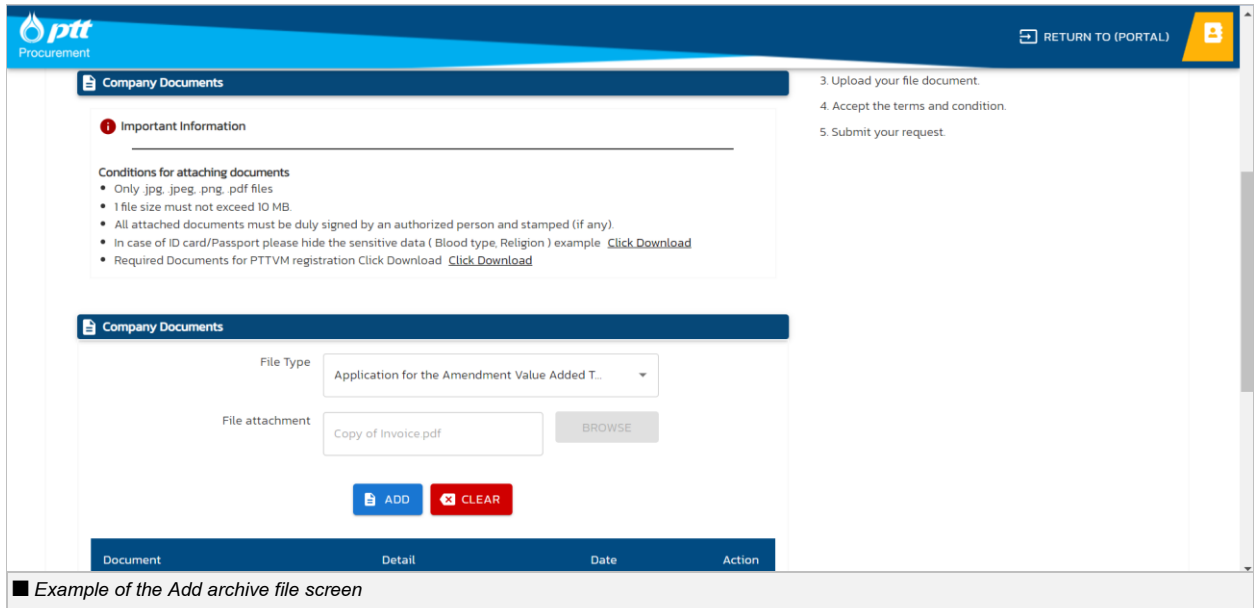 ptt
Procurement
RETURN TO (PORTAL)
Company Documents
Important Information
Conditions for attaching documents
Only .jpg, .jpeg, .png, .pdf files
1 file size must not exceed 10 MB.
All attached documents must be duly signed by an authorized person and stamped (if any).
In case of ID card/Passport please hide the sensitive data ( Blood type, Religion ) example Click Download
Required Documents for PTTVM registration Click Download Click Download
3. Upload your file document.
4. Accept the terms and condition.
5. Submit your request.
Company Documents
File Type
Application for the Amendment Value Added T...
File attachment
Copy of Invoice.pdf
BROWSE
ADD
CLEAR
Document Detail Date Action
Example of the Add archive file screen